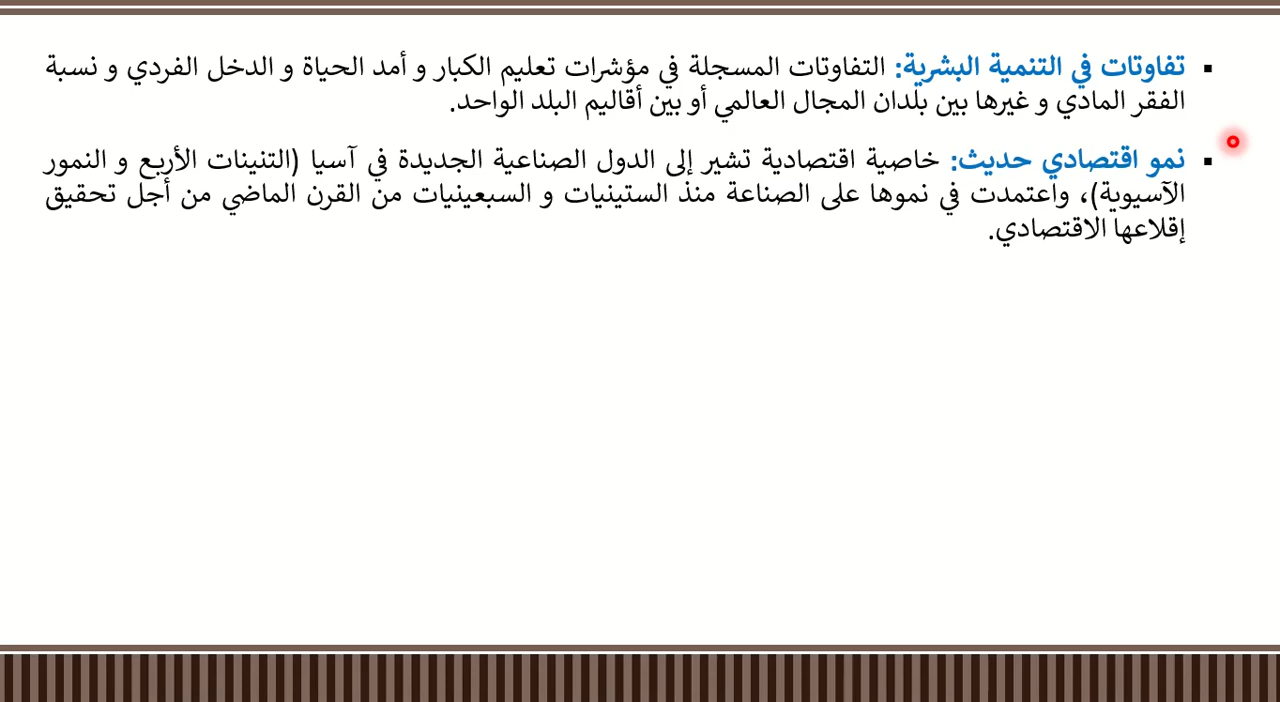 ▪ تفاوتات في التنمية البشرية: التفاوتات المسجلة في مؤشرات تعليم الكبار و أمد الحياة و الدخل الفردي و نسبة
الفقر المادي و غيرها بين بلدان المجال العالمي أو بين أقاليم البلد الواحد.
▪ نمو اقتصادي حديث: خاصية اقتصادية تشير إلى الدول الصناعية الجديدة في آسيا (التنينات الأربع و النمور
الآسيوية)، واعتمدت في نموها على الصناعة منذ الستينيات و السبعينيات من القرن الماضي من أجل تحقيق
إقلاعها الاقتصادي.